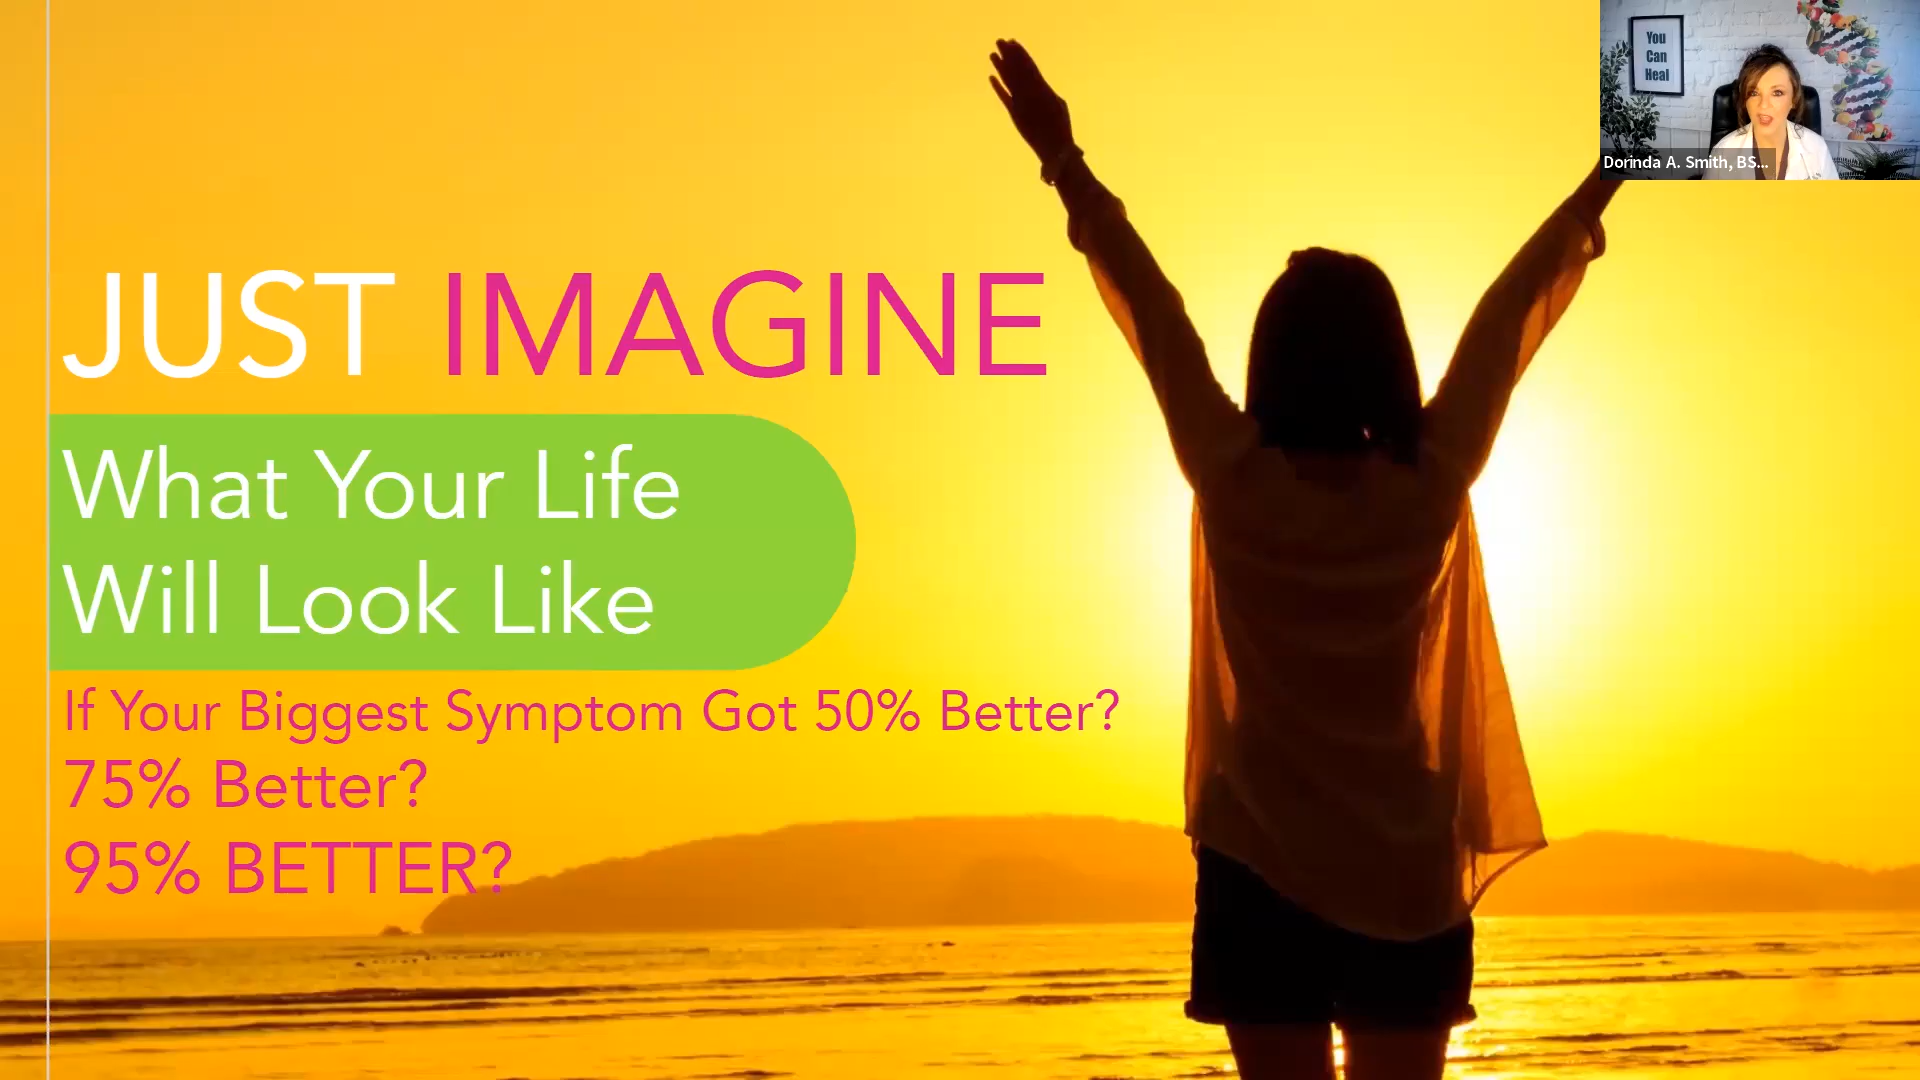 JUST IMAGINE
What Your Life
Will Look Like
If Your Biggest Symptom Got 50% Better?
75% Better?
95% BETTER?
You
Can
Heal
Dorinda A. Smith, BS...